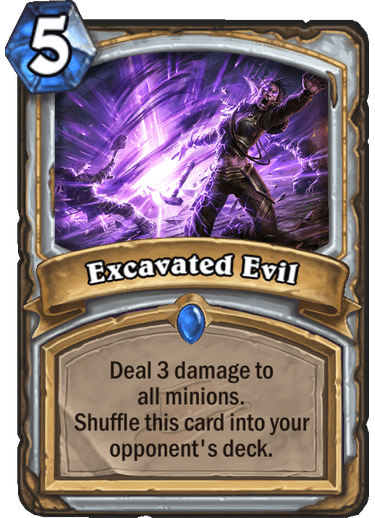 5
Excavated Evil
Deal 3 damage to
all minions.
Shuffle this card into your
opponent's deck.